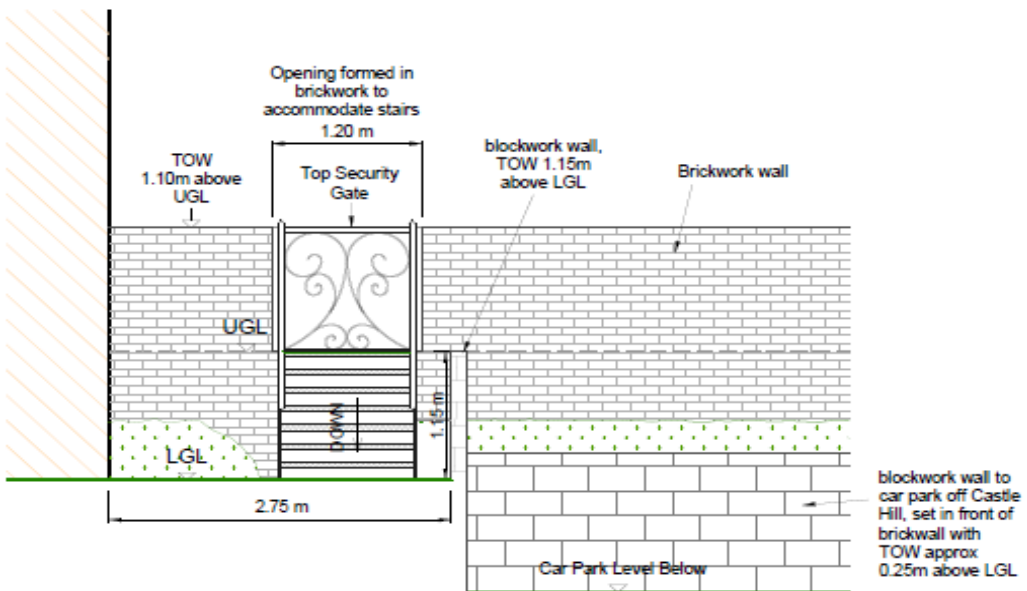 Opening formed in
brickwork to
accommodate stairs
1.20 m
TOW
1.10m above
UGL
Top Security
Gate
blockwork wall,
TOW 1.15m
above LGL
Brickwork wall
UGL
DOWN
1.15 m
LGL
2.75 m
Car Park Level Below
blockwork wall to
car park off Castle
Hill, set in front of
brickwall with
TOW approx
0.25m above LGL